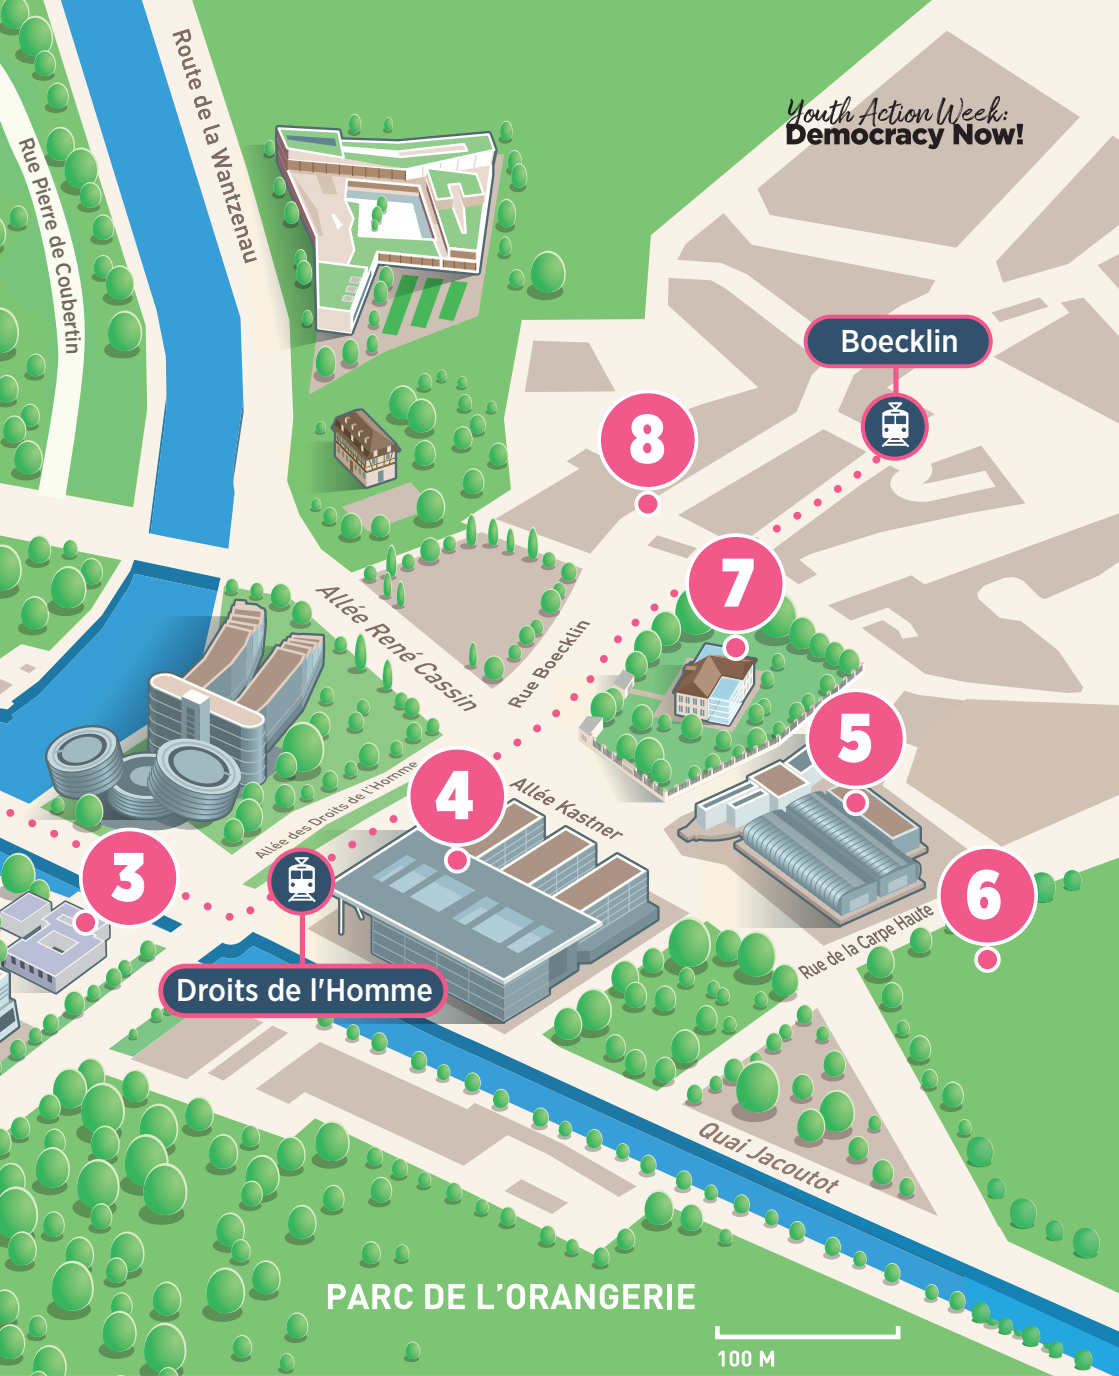 Route de la Wantzenau
Youth Action Week:
Democracy Now!
Rue Pierre de Coubertin
Boecklin
8
7
Allée René Cassin
Rue Boecklin
5
4
Allée Kastner
Allée des Droits de l'Homme
3
6
Rue de la Carpe Haute
Droits de l'Homme
Quai Jacoutot
PARC DE L'ORANGERIE
100 M